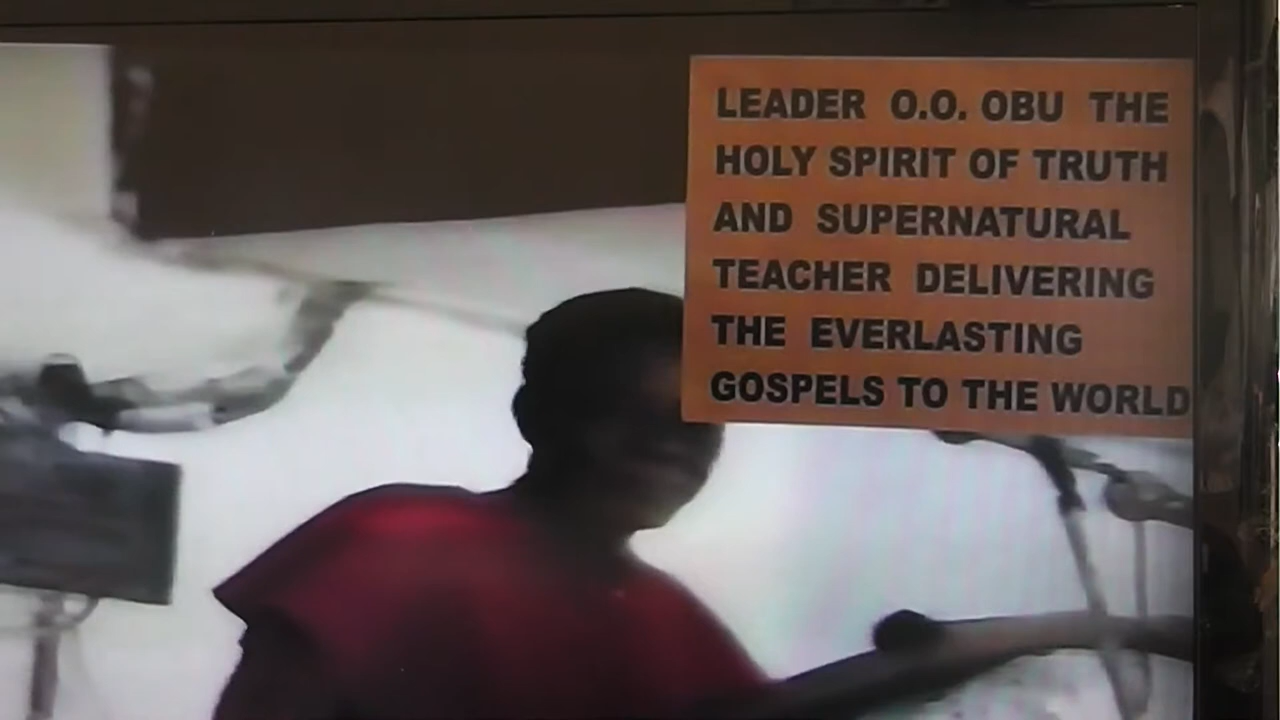 LEADER O.O. OBU THE
HOLY SPIRIT OF TRUTH
AND SUPERNATURAL
TEACHER DELIVERING
THE EVERLASTING
GOSPELS TO THE WORLD